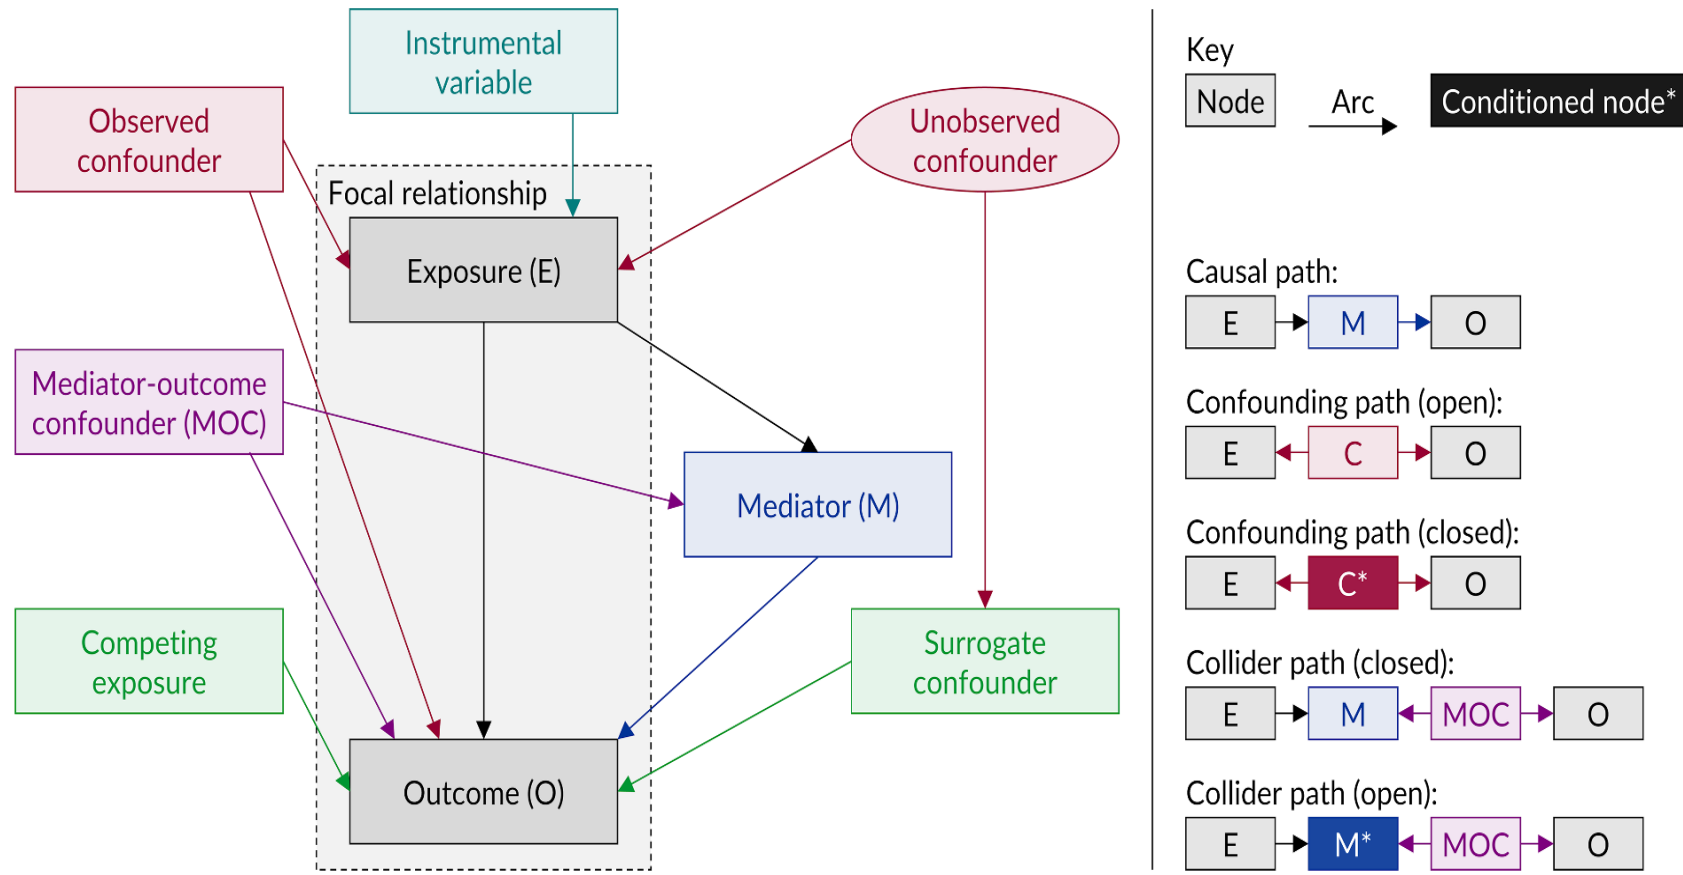 Instrumental
variable
Observed
confounder
Unobserved
confounder
Focal relationship
Exposure (E)
Mediator-outcome
confounder (MOC)
Mediator (M)
Competing
exposure
Surrogate
confounder
Outcome (O)
Key
Node
Arc
Conditioned node*
Causal path:
E M O
Confounding path (open):
E C O
Confounding path (closed):
E C* O
Collider path (closed):
E M MOC O
Collider path (open):
E M* MOC O